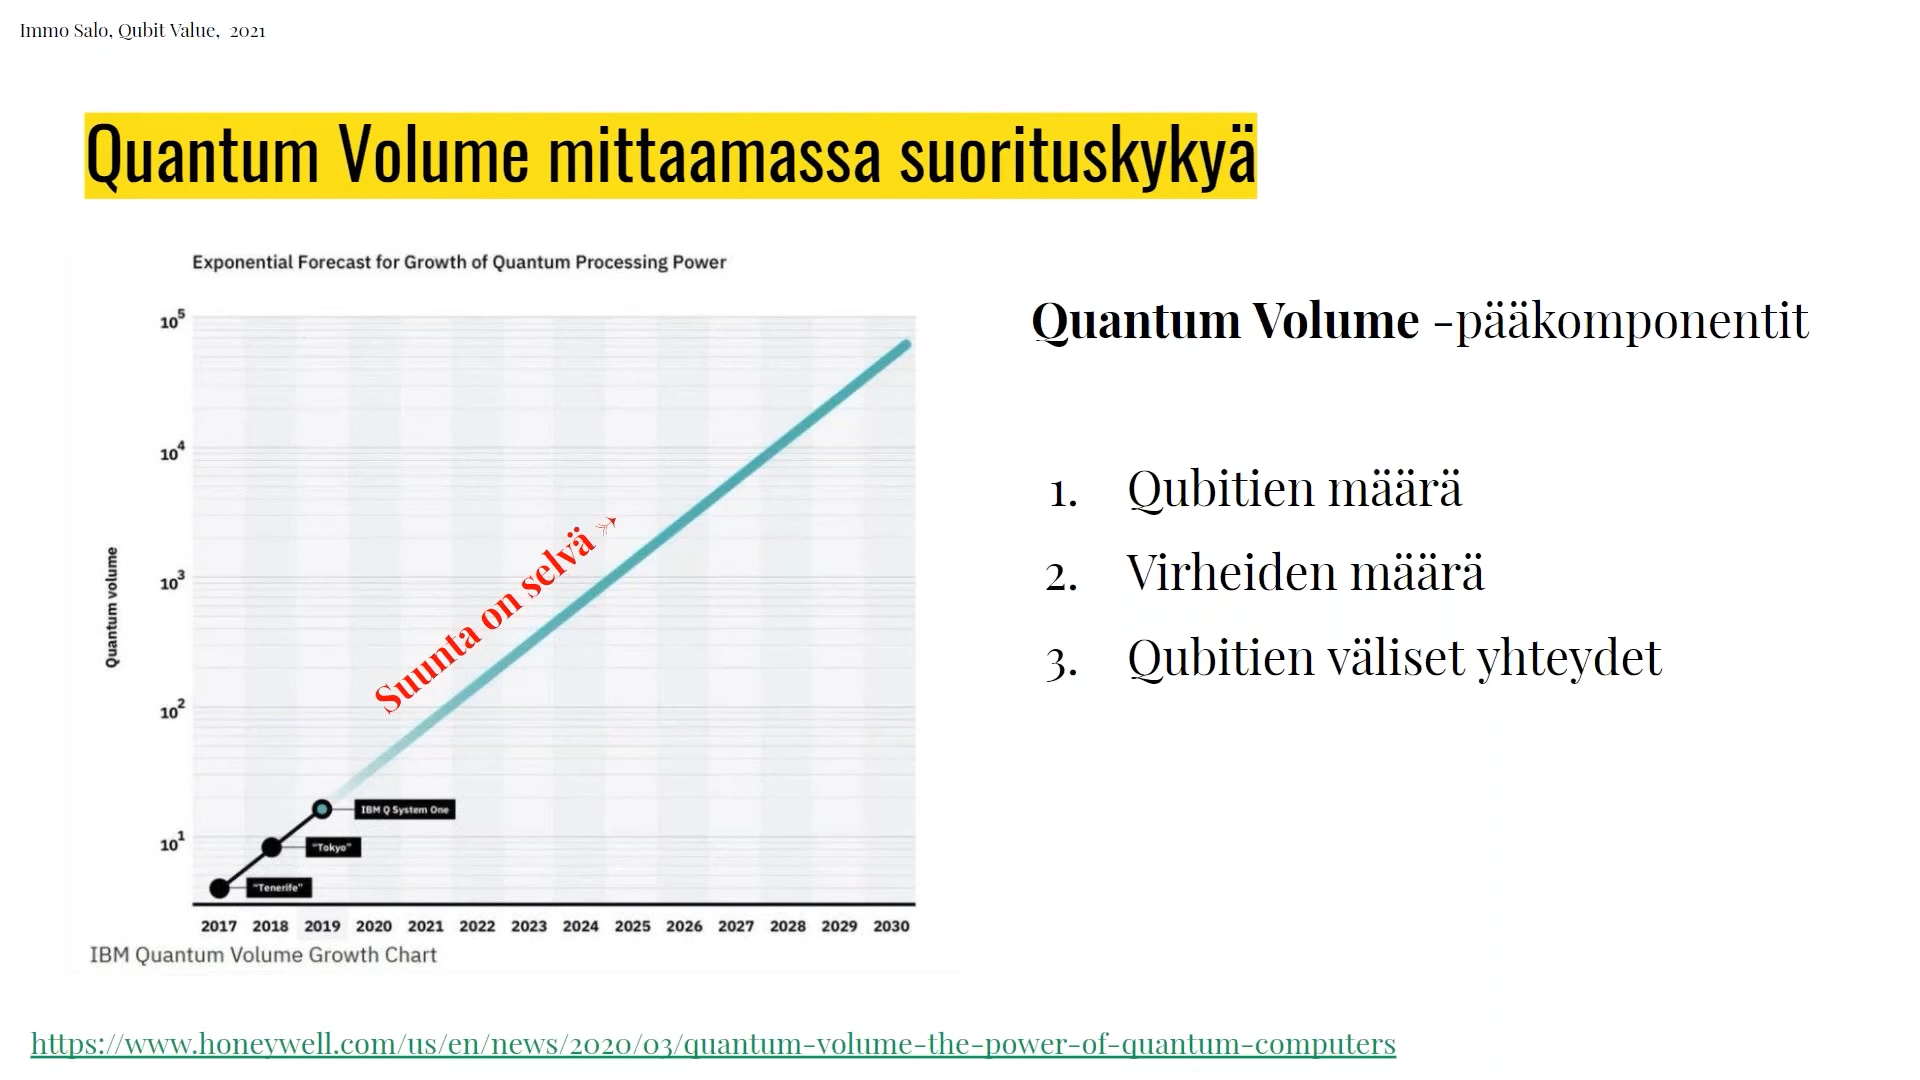 Immo Salo, Qubit Value, 2021
Quantum Volume mittaamassa suorituskykyä
Exponential Forecast for Growth of Quantum Processing Power
10⁵
10⁴
10³
10²
10¹
Quantum volume
Suunta on selvä ➚
IBM Q System One
"Tokyo"
"Tenerife"
2017 2018 2019 2020 2021 2022 2023 2024 2025 2026 2027 2028 2029 2030
IBM Quantum Volume Growth Chart
Quantum Volume -pääkomponentit
1. Qubitien määrä
2. Virheiden määrä
3. Qubitien väliset yhteydet
https://www.honeywell.com/us/en/news/2020/03/quantum-volume-the-power-of-quantum-computers